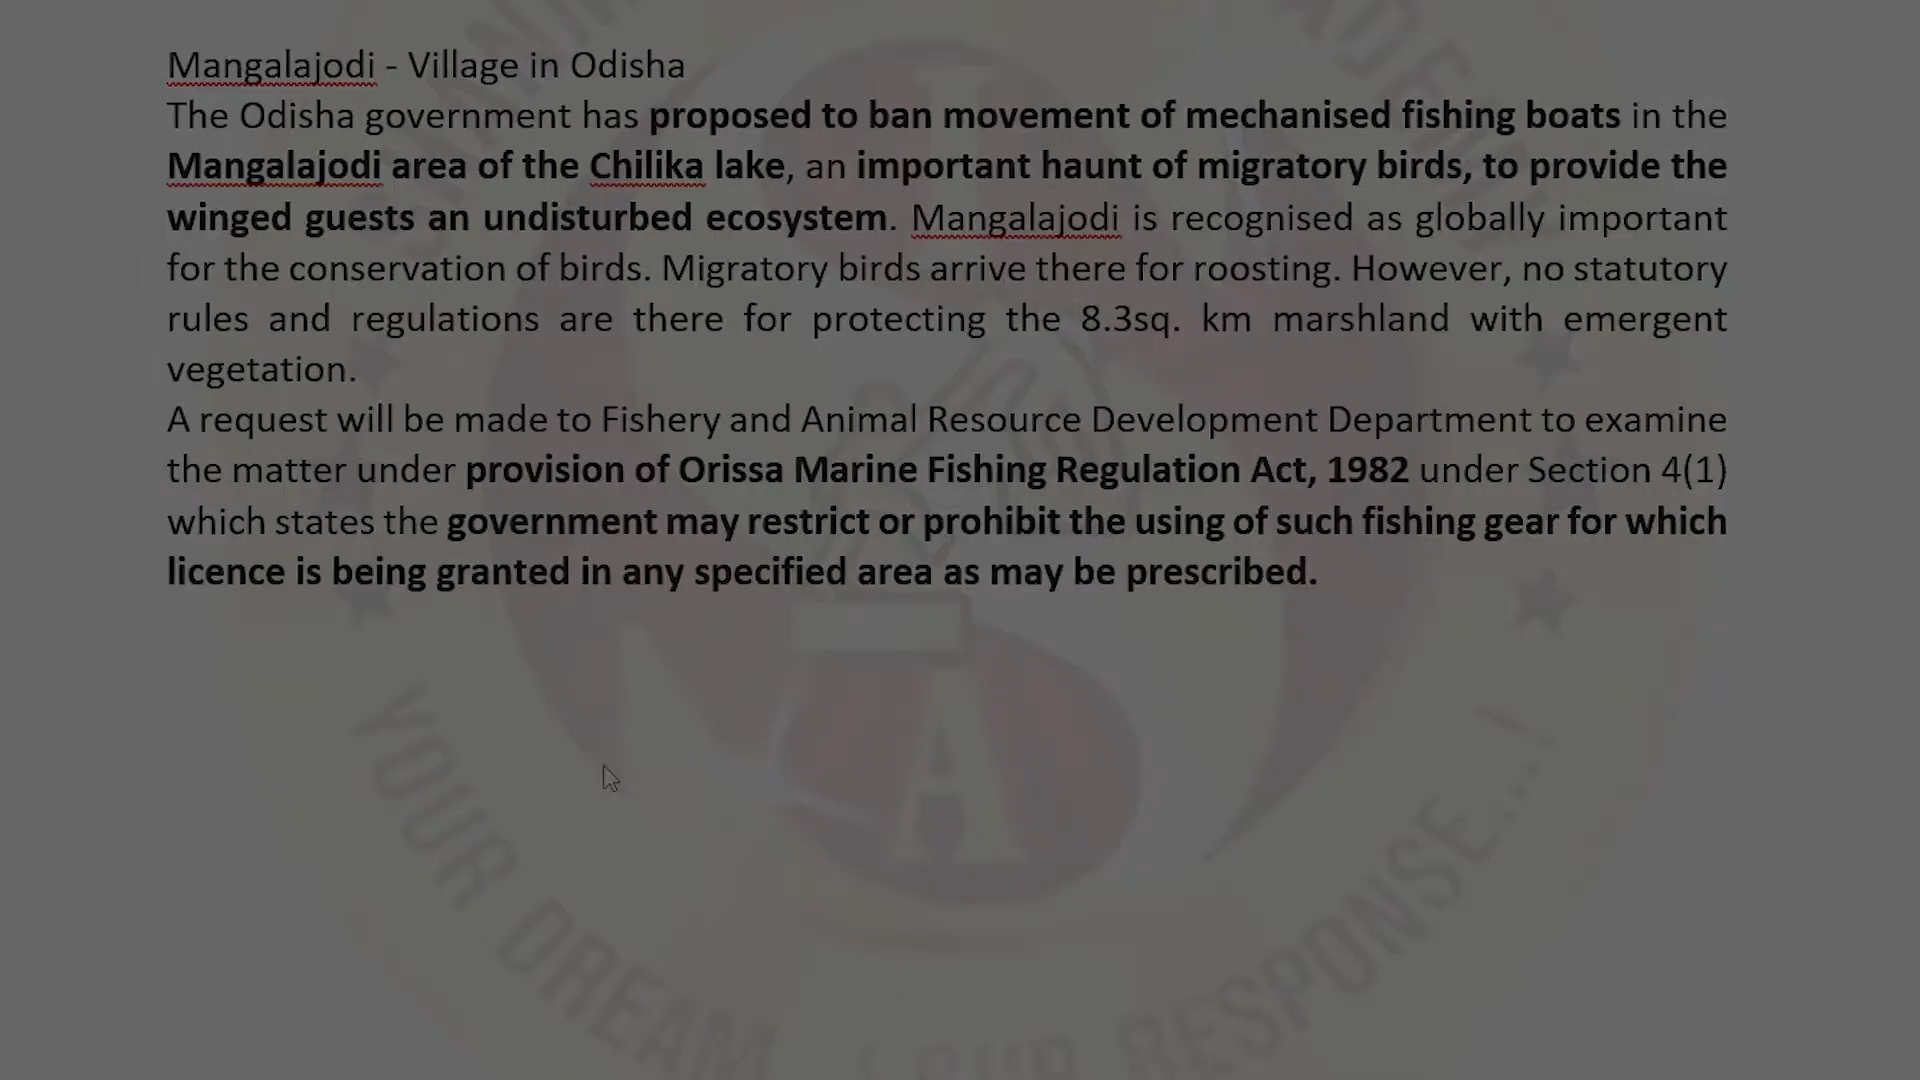 Mangalajodi - Village in Odisha
The Odisha government has proposed to ban movement of mechanised fishing boats in the
Mangalajodi area of the Chilika lake, an important haunt of migratory birds, to provide the
winged guests an undisturbed ecosystem. Mangalajodi is recognised as globally important
for the conservation of birds. Migratory birds arrive there for roosting. However, no statutory
rules and regulations are there for protecting the 8.3sq. km marshland with emergent
vegetation.
A request will be made to Fishery and Animal Resource Development Department to examine
the matter under provision of Orissa Marine Fishing Regulation Act, 1982 under Section 4(1)
which states the government may restrict or prohibit the using of such fishing gear for which
licence is being granted in any specified area as may be prescribed.
YOUR DREAM OUR RESPONSE...!